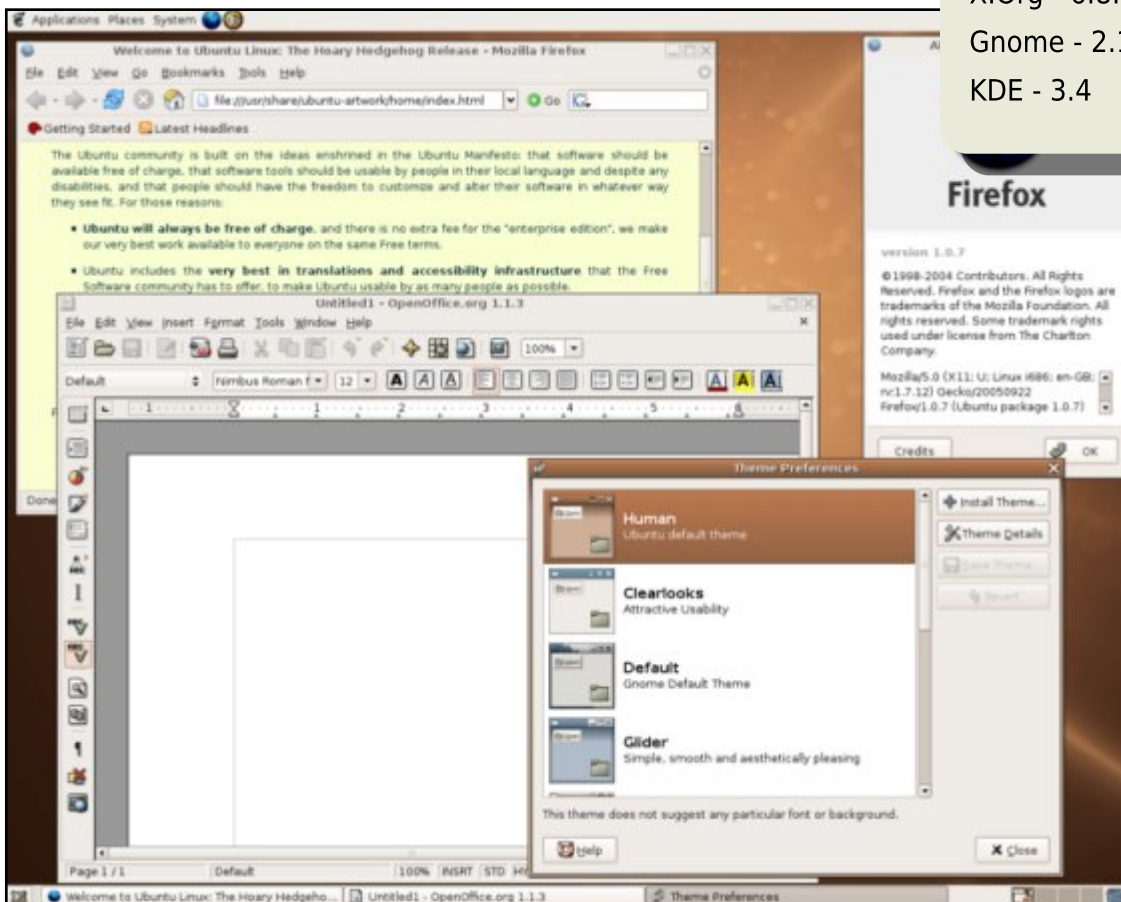 Applications Places System
Gnome - 2.1
KDE - 3.4
Welcome to Ubuntu Linux: The Hoary Hedgehog Release - Mozilla Firefox
File Edit View Go Bookmarks Tools Help
file:///usr/share/ubuntu-artwork/home/index.html Go
Getting Started Latest Headlines
The Ubuntu community is built on the ideas enshrined in the Ubuntu Manifesto: that software should be
available free of charge, that software tools should be usable by people in their local language and despite any
disabilities, and that people should have the freedom to customize and alter their software in whatever way
they see fit. For those reasons:
Ubuntu will always be free of charge, and there is no extra fee for the "enterprise edition", we make
our very best work available to everyone on the same Free terms.
Ubuntu includes the very best in translations and accessibility infrastructure that the Free
Software community has to offer, to make Ubuntu usable by as many people as possible.
Done
Firefox
version 1.0.7
©1998-2004 Contributors. All Rights
Reserved. Firefox and the Firefox logos are
trademarks of the Mozilla Foundation. All
rights reserved. Some trademark rights
used under license from The Charlton
Company.
Mozilla/5.0 (X11; U; Linux i686; en-GB;
rv:1.7.12) Gecko/20050922
Firefox/1.0.7 (Ubuntu package 1.0.7)
Credits OK
Untitled1 - OpenOffice.org 1.1.3
File Edit View Insert Format Tools Window Help
100%
Default Nimbus Roman 12 A A A A A A
1 1 2 3 4 5 6
Page 1 / 1 Default 100% INSRT STD
Theme Preferences
Human
Ubuntu default theme
Clearlooks
Attractive Usability
Default
Gnome Default Theme
Glider
Simple, smooth and aesthetically pleasing
Install Theme...
Theme Details
Save Theme...
Revert
This theme does not suggest any particular font or background.
Help Close
Welcome to Ubuntu Linux: The Hoary Hedgeho... Untitled1 - OpenOffice.org 1.1.3 Theme Preferences